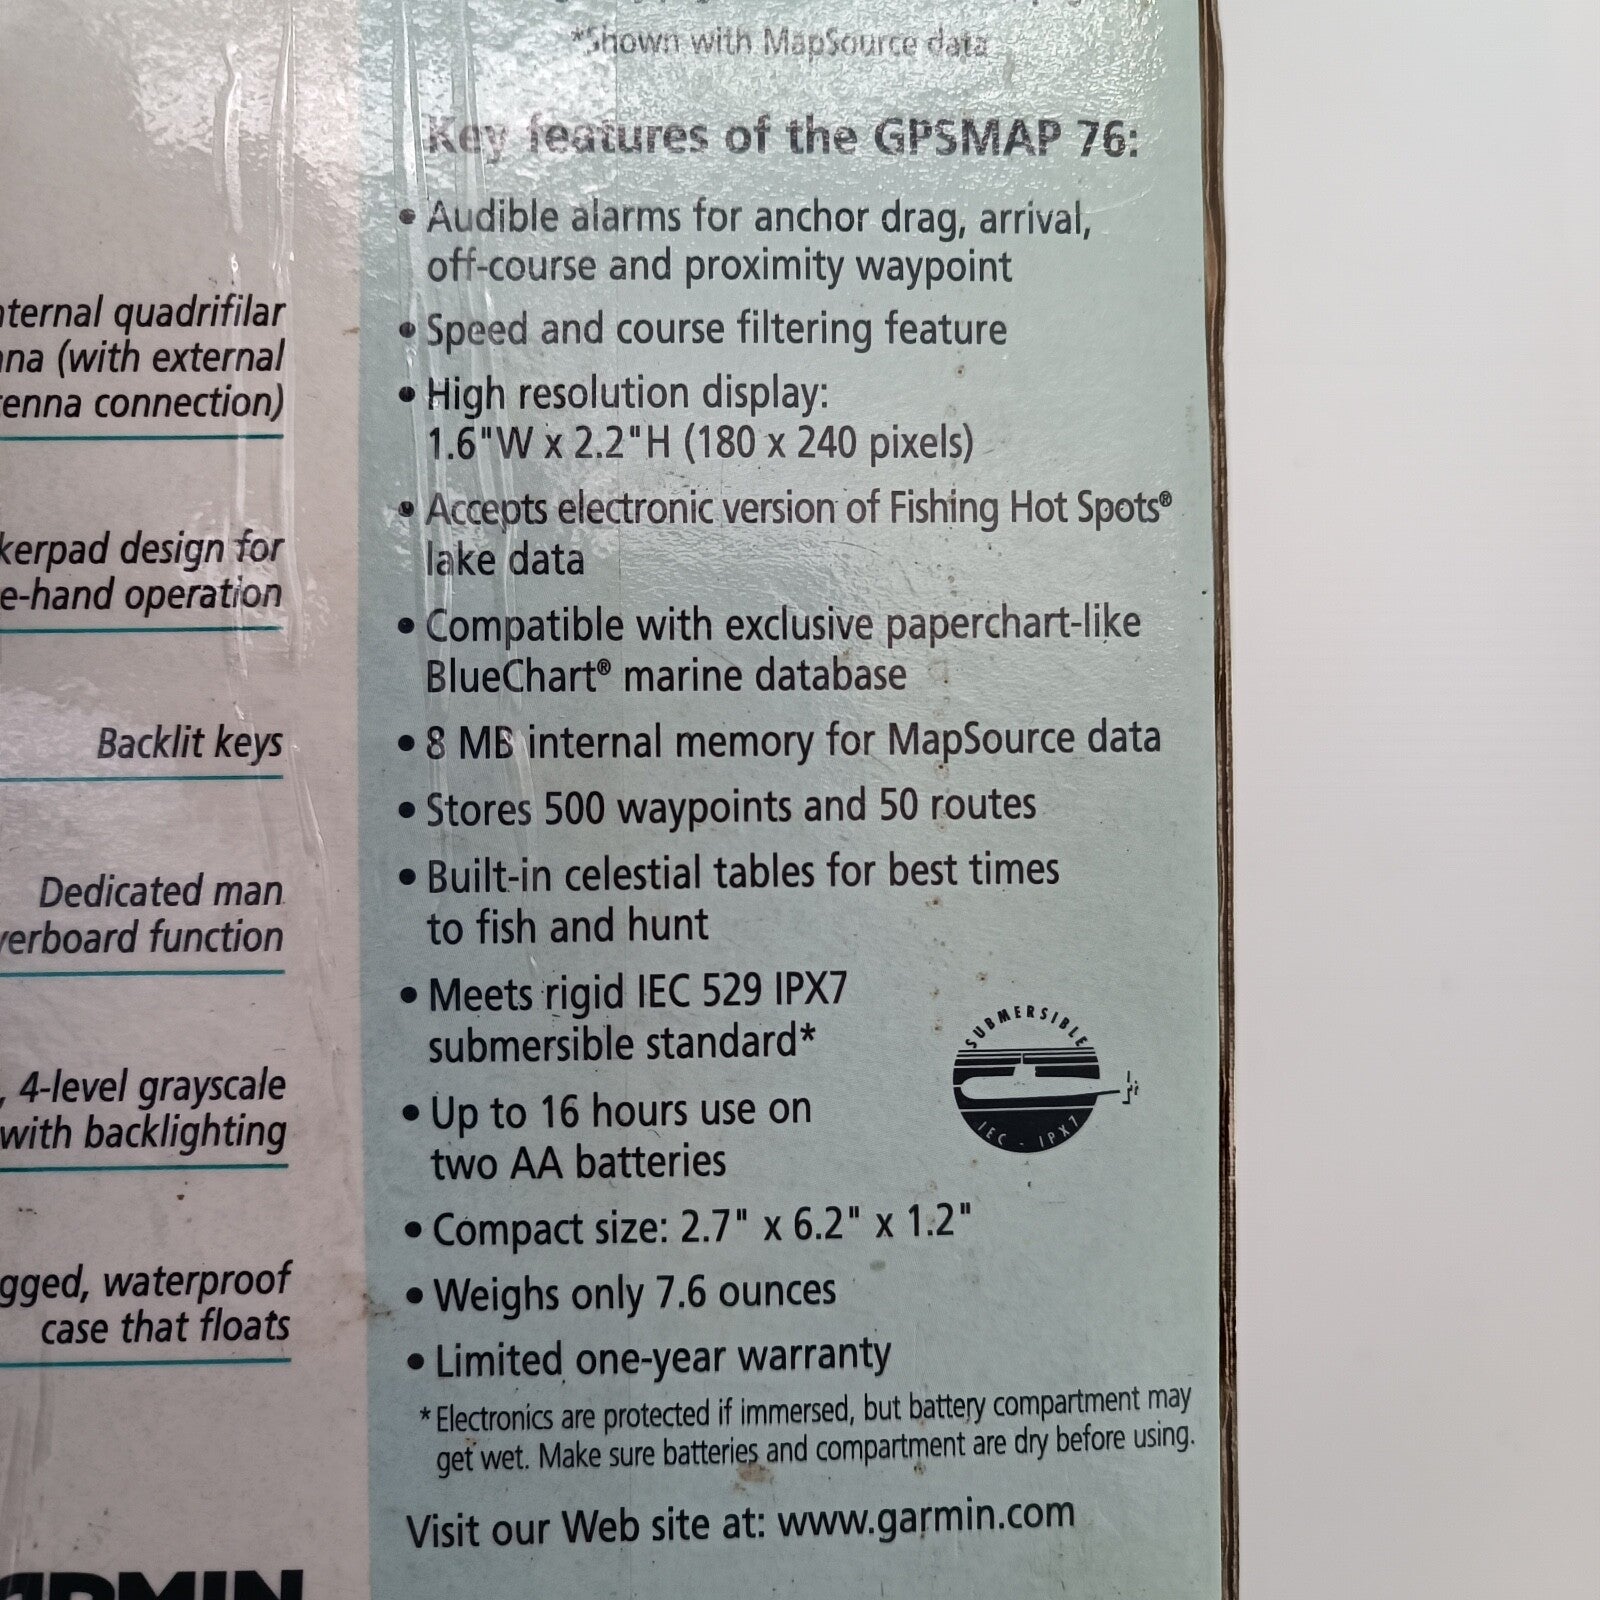 *Shown with MapSource data
Key features of the GPSMAP 76:
• Audible alarms for anchor drag, arrival,
off-course and proximity waypoint
• Speed and course filtering feature
• High resolution display:
1.6"W x 2.2"H (180 x 240 pixels)
• Accepts electronic version of Fishing Hot Spots®
lake data
• Compatible with exclusive paperchart-like
BlueChart® marine database
• 8 MB internal memory for MapSource data
• Stores 500 waypoints and 50 routes
• Built-in celestial tables for best times
to fish and hunt
• Meets rigid IEC 529 IPX7
submersible standard*
• Up to 16 hours use on
two AA batteries
• Compact size: 2.7" x 6.2" x 1.2"
• Weighs only 7.6 ounces
• Limited one-year warranty
* Electronics are protected if immersed, but battery compartment may
get wet. Make sure batteries and compartment are dry before using.
Visit our Web site at: www.garmin.com
SUBMERSIBLE
IEC - IPX7
quadrifilar
(with external
connection)
design for
operation
Backlit keys
Dedicated man
function
, 4-level grayscale
with backlighting
waterproof
case that floats